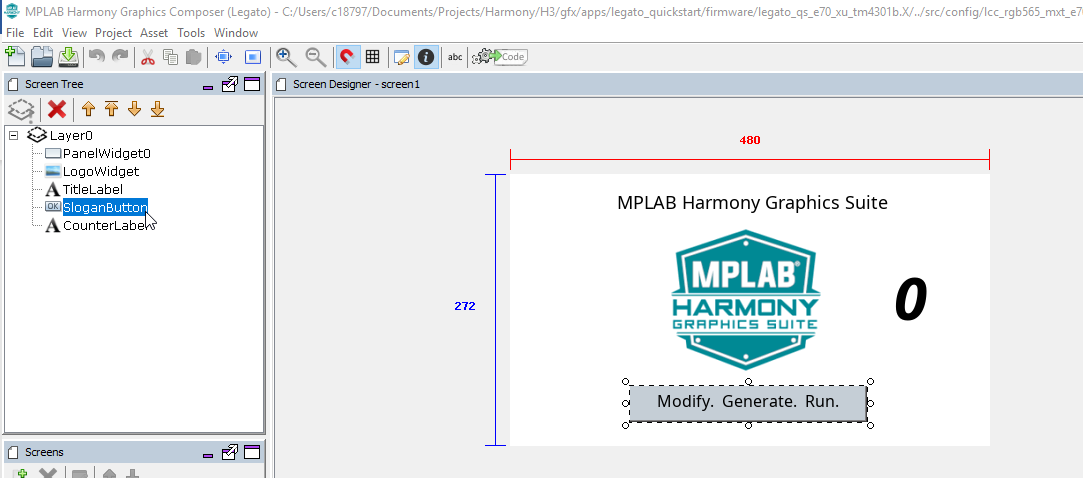 MPLAB Harmony Graphics Composer (Legato) - C:/Users/c18797/Documents/Projects/Harmony/H3/gfx/apps/legato_quickstart/firmware/legato_qs_e70_xu_tm4301b.X/../src/config/lcc_rgb565_mxt_e7
File Edit View Project Asset Tools Window
abc Code
Screen Tree
Layer0
PanelWidget0
LogoWidget
TitleLabel
OK SloganButton
CounterLabel
Screens
Screen Designer - screen1
480
272
MPLAB Harmony Graphics Suite
MPLAB®
HARMONY
GRAPHICS SUITE
0
Modify. Generate. Run.